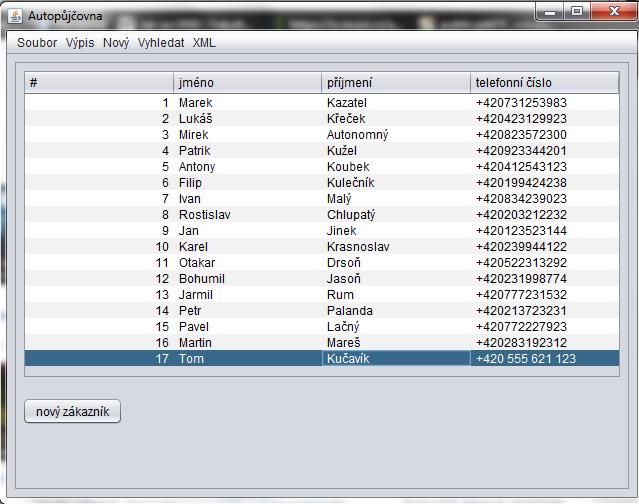 Autopůjčovna
Soubor Výpis Nový Vyhledat XML
# jméno příjmení telefonní číslo
1 Marek Kazatel +420731253983
2 Lukáš Křeček +420423129923
3 Mirek Autonomný +420823572300
4 Patrik Kužel +420923344201
5 Antony Koubek +420412543123
6 Filip Kulečník +420199424238
7 Ivan Malý +420834239023
8 Rostislav Chlupatý +420203212232
9 Jan Jinek +420123523144
10 Karel Krasnoslav +420239944122
11 Otakar Drsoň +420522313292
12 Bohumil Jasoň +420231998774
13 Jarmil Rum +420777231532
14 Petr Palanda +420213723231
15 Pavel Lačný +420772227923
16 Martin Mareš +420283192312
17 Tom Kučavík +420 555 621 123
nový zákazník